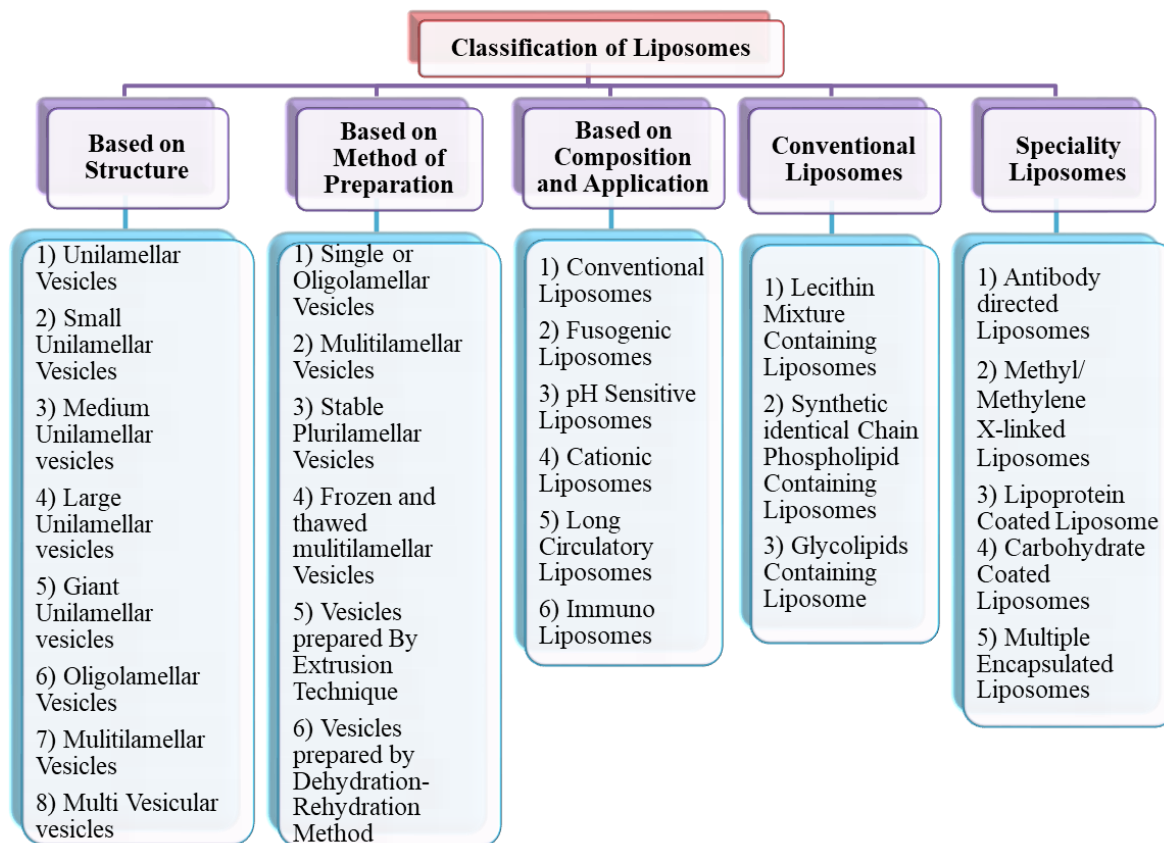 Classification of Liposomes
Based on
Structure
Based on
Method of
Preparation
Based on
Composition
and Application
Conventional
Liposomes
Speciality
Liposomes
1) Unilamellar
Vesicles
2) Small
Unilamellar
Vesicles
3) Medium
Unilamellar
vesicles
4) Large
Unilamellar
vesicles
5) Giant
Unilamellar
vesicles
6) Oligolamellar
Vesicles
7) Mulitilamellar
Vesicles
8) Multi Vesicular
vesicles
1) Single or
Oligolamellar
Vesicles
2) Mulitilamellar
Vesicles
3) Stable
Plurilamellar
Vesicles
4) Frozen and
thawed
mulitilamellar
Vesicles
5) Vesicles
prepared By
Extrusion
Technique
6) Vesicles
prepared by
Dehydration-
Rehydration
Method
1) Conventional
Liposomes
2) Fusogenic
Liposomes
3) pH Sensitive
Liposomes
4) Cationic
Liposomes
5) Long
Circulatory
Liposomes
6) Immuno
Liposomes
1) Lecithin
Mixture
Containing
Liposomes
2) Synthetic
identical Chain
Phospholipid
Containing
Liposomes
3) Glycolipids
Containing
Liposome
1) Antibody
directed
Liposomes
2) Methyl/
Methylene
X-linked
Liposomes
3) Lipoprotein
Coated Liposome
4) Carbohydrate
Coated
Liposomes
5) Multiple
Encapsulated
Liposomes